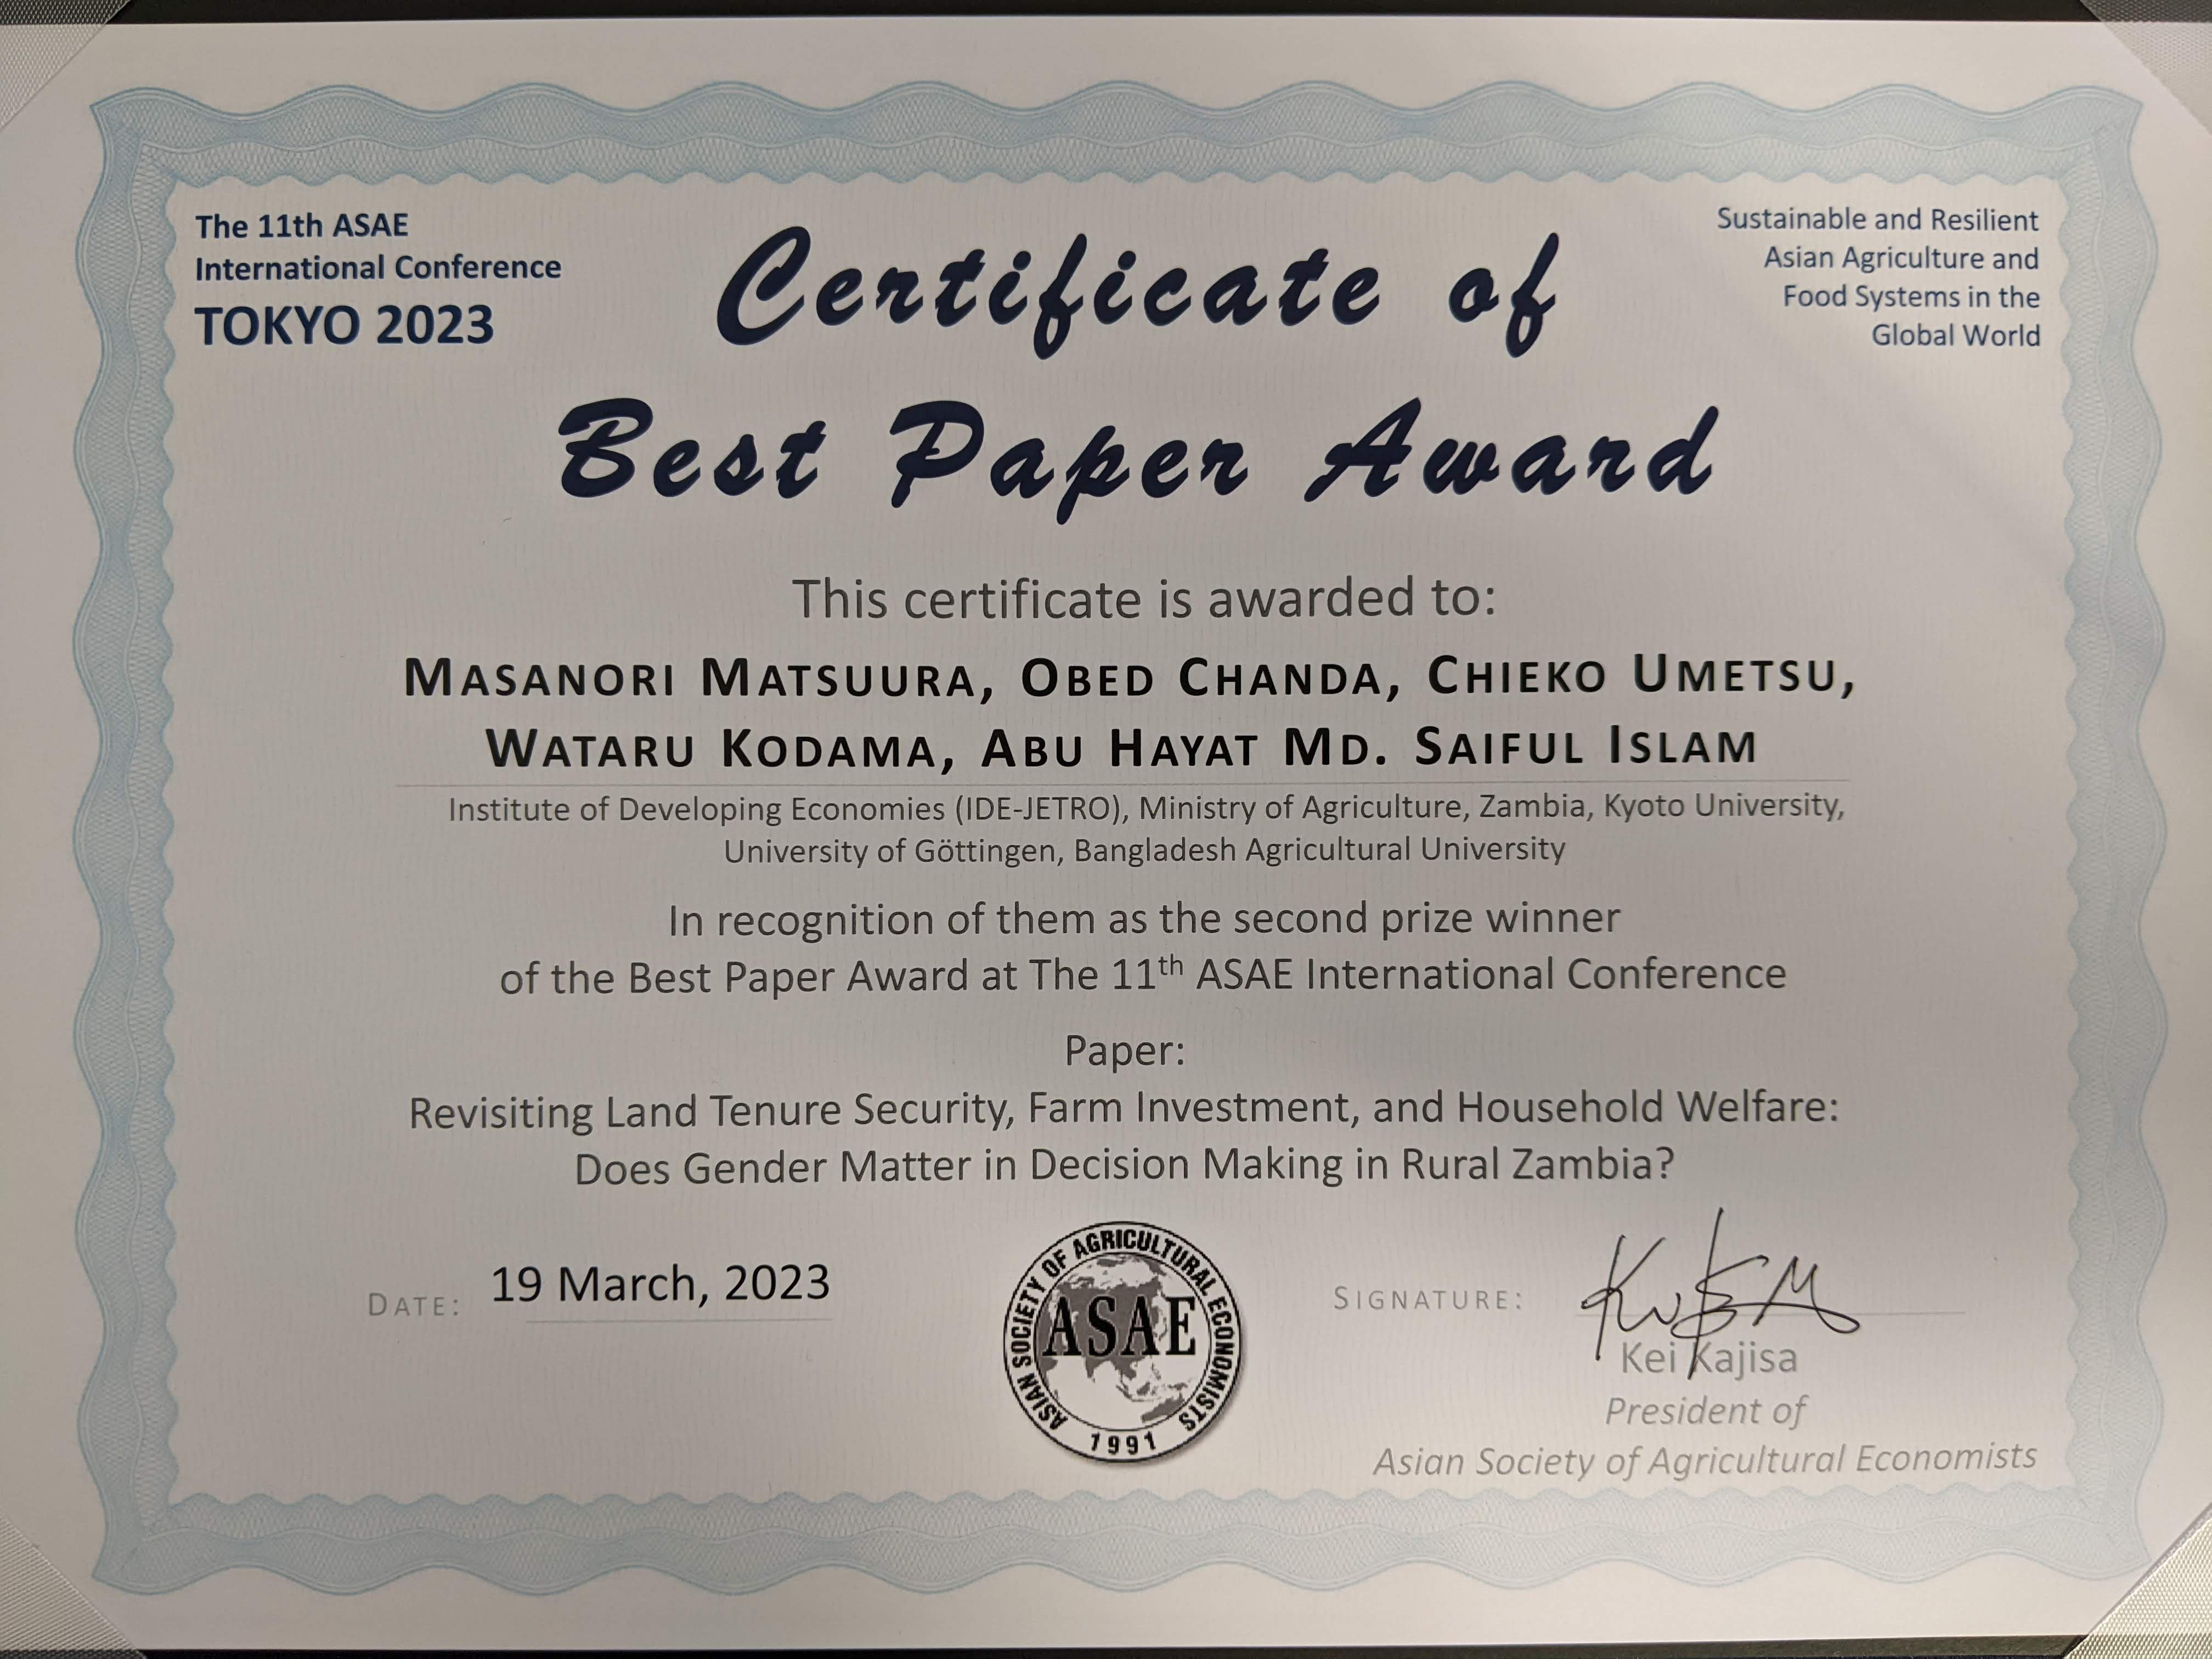 The 11th ASAE
International Conference
TOKYO 2023
Sustainable and Resilient
Asian Agriculture and
Food Systems in the
Global World
Certificate of
Best Paper Award
This certificate is awarded to:
MASANORI MATSUURA, OBED CHANDA, CHIEKO UMETSU,
WATARU KODAMA, ABU HAYAT MD. SAIFUL ISLAM
Institute of Developing Economies (IDE-JETRO), Ministry of Agriculture, Zambia, Kyoto University,
University of Göttingen, Bangladesh Agricultural University
In recognition of them as the second prize winner
of the Best Paper Award at The 11th ASAE International Conference
Paper:
Revisiting Land Tenure Security, Farm Investment, and Household Welfare:
Does Gender Matter in Decision Making in Rural Zambia?
DATE: 19 March, 2023
ASIAN SOCIETY OF AGRICULTURAL ECONOMISTS
ASAE
1991
SIGNATURE:
Kei Kajisa
President of
Asian Society of Agricultural Economists